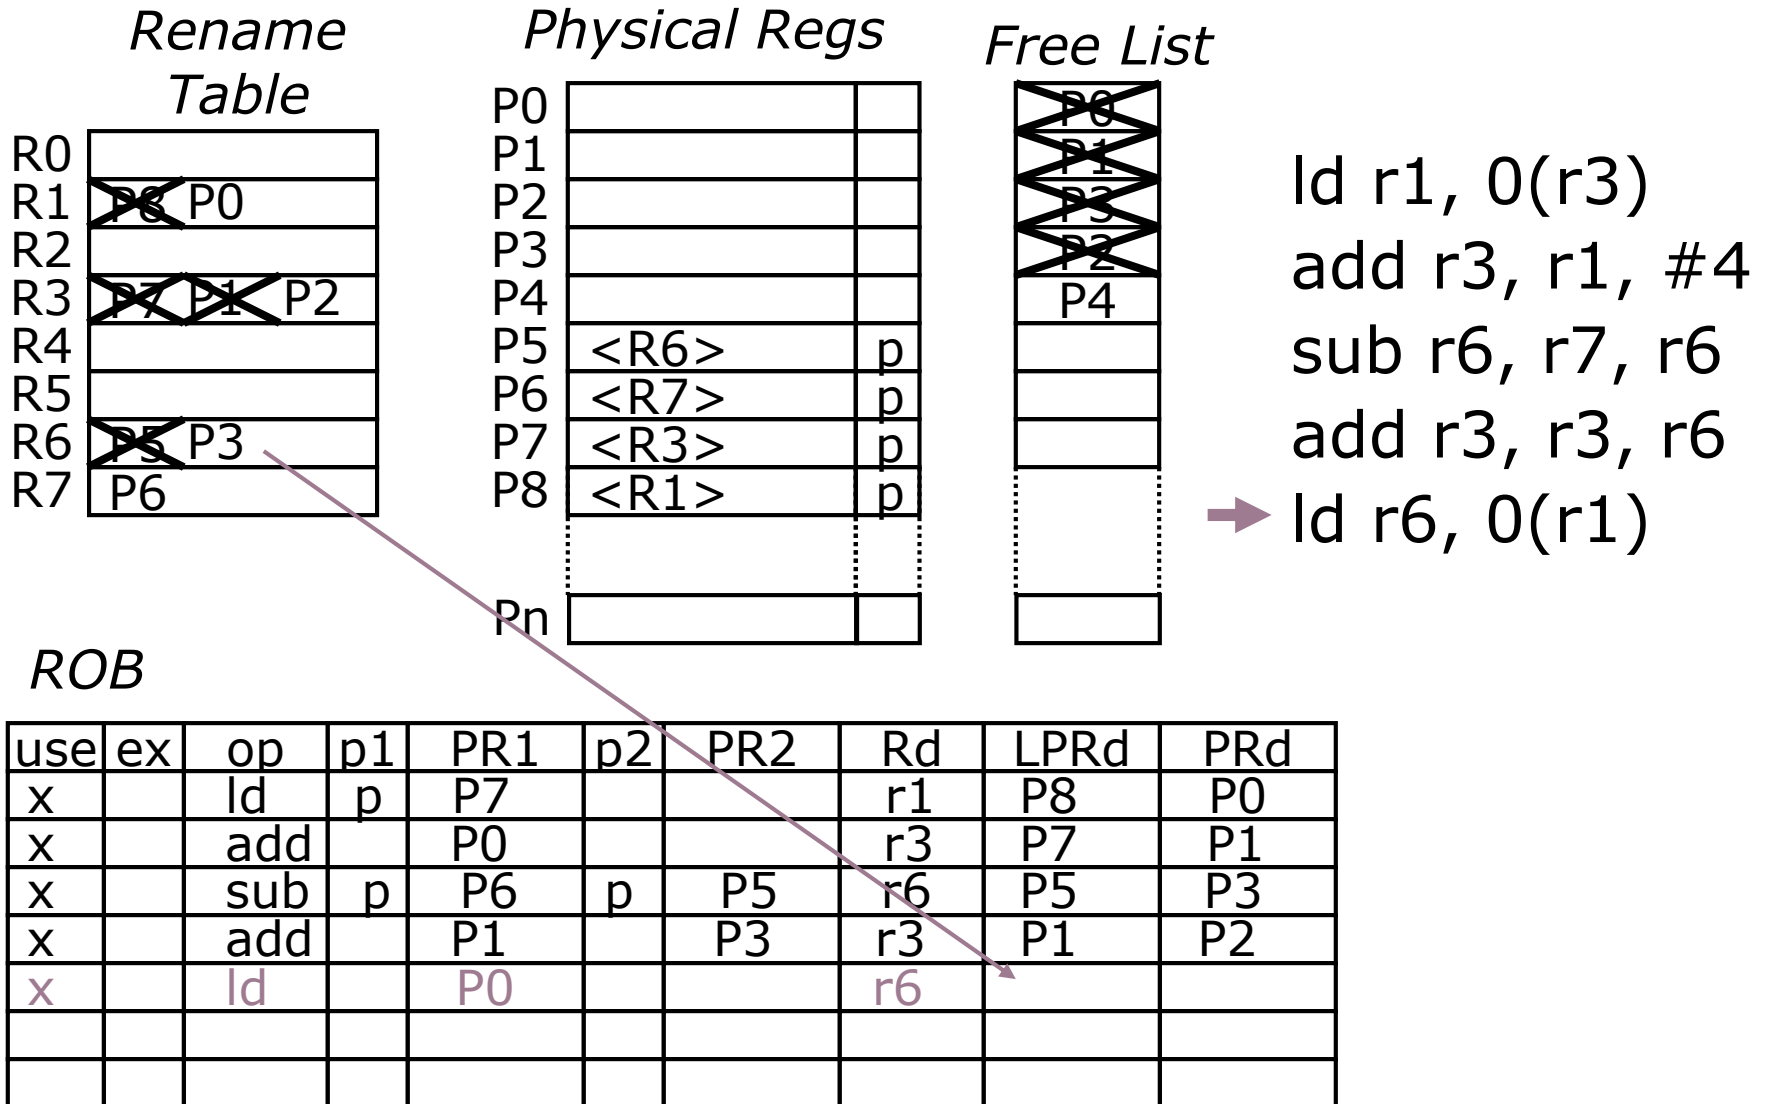 Rename
Table
Physical Regs
Free List
R0
R1 P8 P0
R2
R3 P7 P1 P2
R4
R5
R6 P5 P3
R7 P6
P0
P1
P2
P3
P4
P5 <R6> p
P6 <R7> p
P7 <R3> p
P8 <R1> p
Pn
P0
P1
P3
P2
P4
ld r1, 0(r3)
add r3, r1, #4
sub r6, r7, r6
add r3, r3, r6
ld r6, 0(r1)
ROB
use ex op p1 PR1 p2 PR2 Rd LPRd PRd
x ld p P7 r1 P8 P0
x add P0 r3 P7 P1
x sub p P6 p P5 r6 P5 P3
x add P1 P3 r3 P1 P2
x ld P0 r6